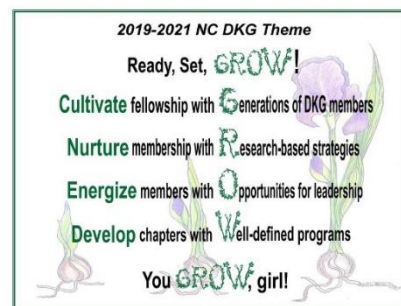 2019-2021 NC DKG Theme
Ready, Set, GROW!
Cultivate fellowship with Generations of DKG members
Nurture membership with Research-based strategies
Energize members with Opportunities for leadership
Develop chapters with Well-defined programs
You GROW, girl!